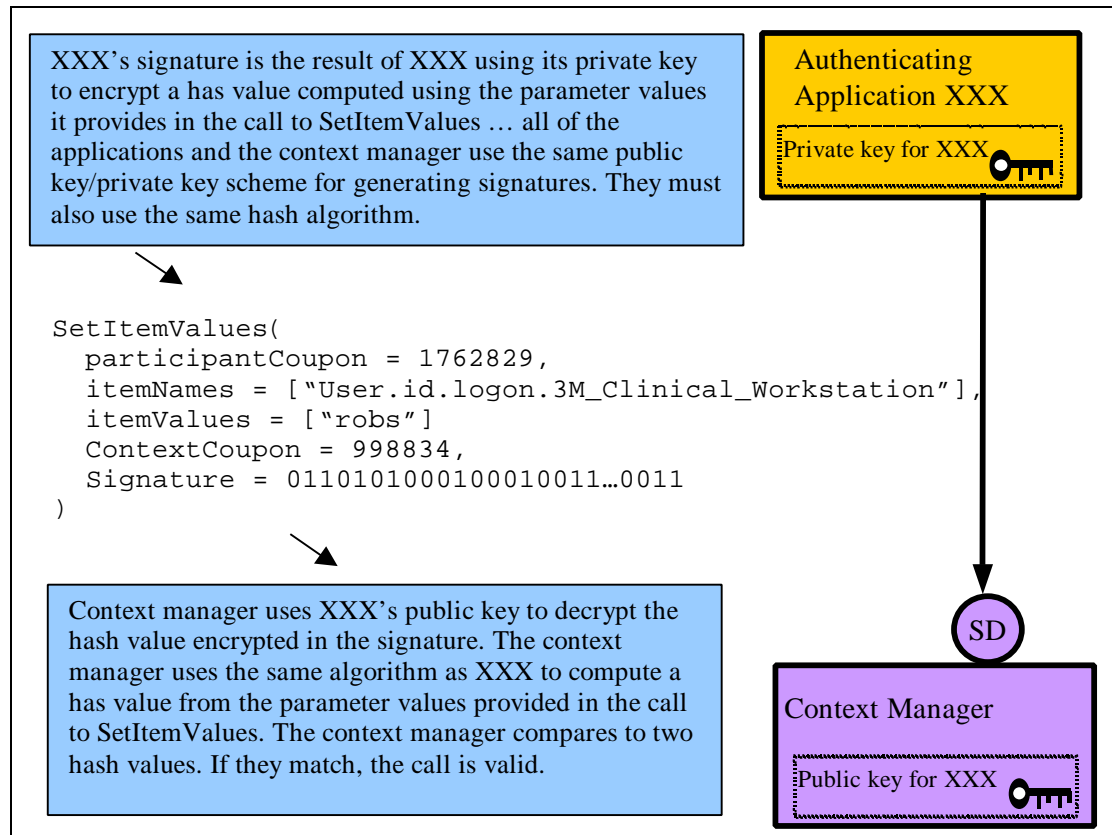 XXX’s signature is the result of XXX using its private key
to encrypt a has value computed using the parameter values
it provides in the call to SetItemValues … all of the
applications and the context manager use the same public
key/private key scheme for generating signatures. They must
also use the same hash algorithm.
Authenticating
Application XXX
Private key for XXX
SetItemValues(
participantCoupon = 1762829,
itemNames = [“User.id.logon.3M_Clinical_Workstation”],
itemValues = [“robs”]
ContextCoupon = 998834,
Signature = 0110101000100010011…0011
)
Context manager uses XXX’s public key to decrypt the
hash value encrypted in the signature. The context
manager uses the same algorithm as XXX to compute a
has value from the parameter values provided in the call
to SetItemValues. The context manager compares to two
hash values. If they match, the call is valid.
SD
Context Manager
Public key for XXX